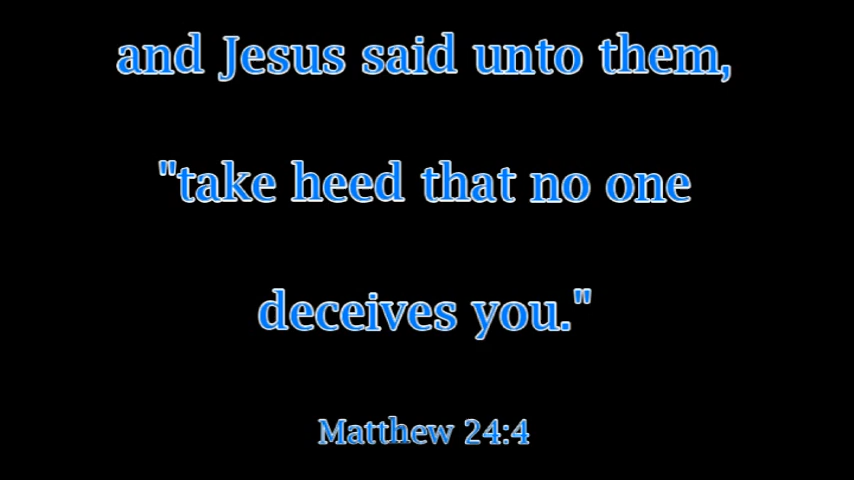 and Jesus said unto them,
"take heed that no one
deceives you."
Matthew 24:4